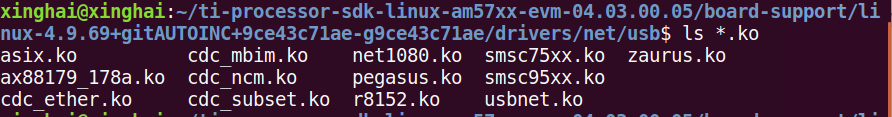 xinghai@xinghai:~/ti-processor-sdk-linux-am57xx-evm-04.03.00.05/board-support/li
nux-4.9.69+gitAUTOINC+9ce43c71ae-g9ce43c71ae/drivers/net/usb$ ls *.ko
asix.ko cdc_mbim.ko net1080.ko smsc75xx.ko zaurus.ko
ax88179_178a.ko cdc_ncm.ko pegasus.ko smsc95xx.ko
cdc_ether.ko cdc_subset.ko r8152.ko usbnet.ko